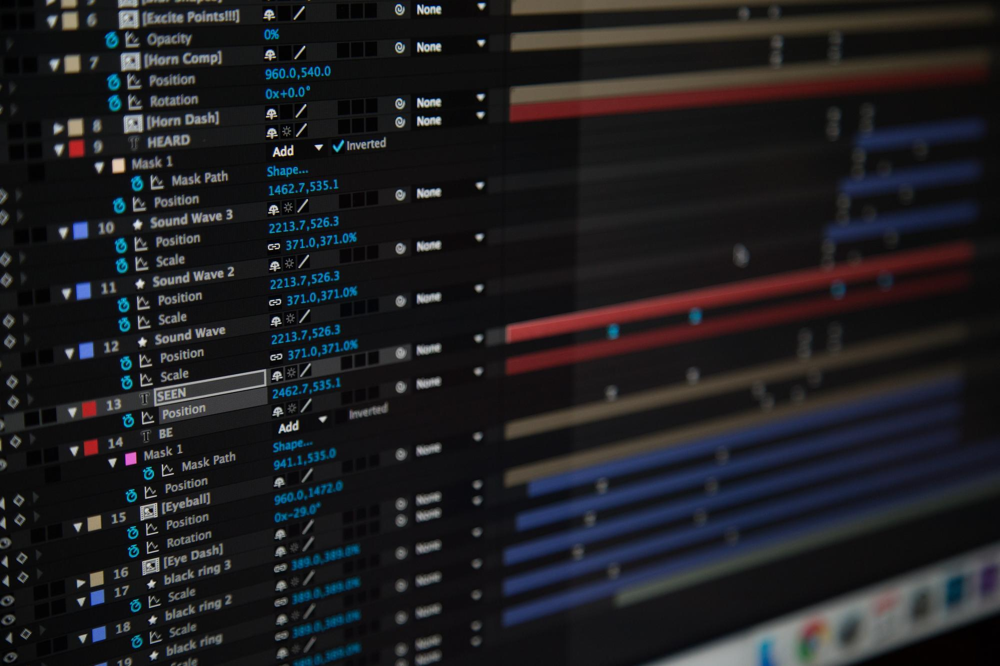 6 [Excite Points!!!] None
Opacity 0%
7 [Horn Comp] None
Position 960.0,540.0
Rotation 0x+0.0°
8 [Horn Dash] None
9 HEARD None
Mask 1 Add Inverted
Mask Path Shape...
Position 1462.7,535.1
10 Sound Wave 3 None
Position 2213.7,526.3
Scale 371.0,371.0%
11 Sound Wave 2 None
Position 2213.7,526.3
Scale 371.0,371.0%
12 Sound Wave None
Position 2213.7,526.3
Scale 371.0,371.0%
13 SEEN None
Position 2462.7,535.1
14 BE None
Mask 1 Add Inverted
Mask Path Shape...
Position 941.1,535.0
15 [Eyeball] None
Position 960.0,1472.0
Rotation 0x-29.0°
16 [Eye Dash] None
17 black ring 3 None
Scale 389.0,389.0%
18 black ring 2 None
Scale 389.0,389.0%
19 black ring None
Scale 389.0,389.0%